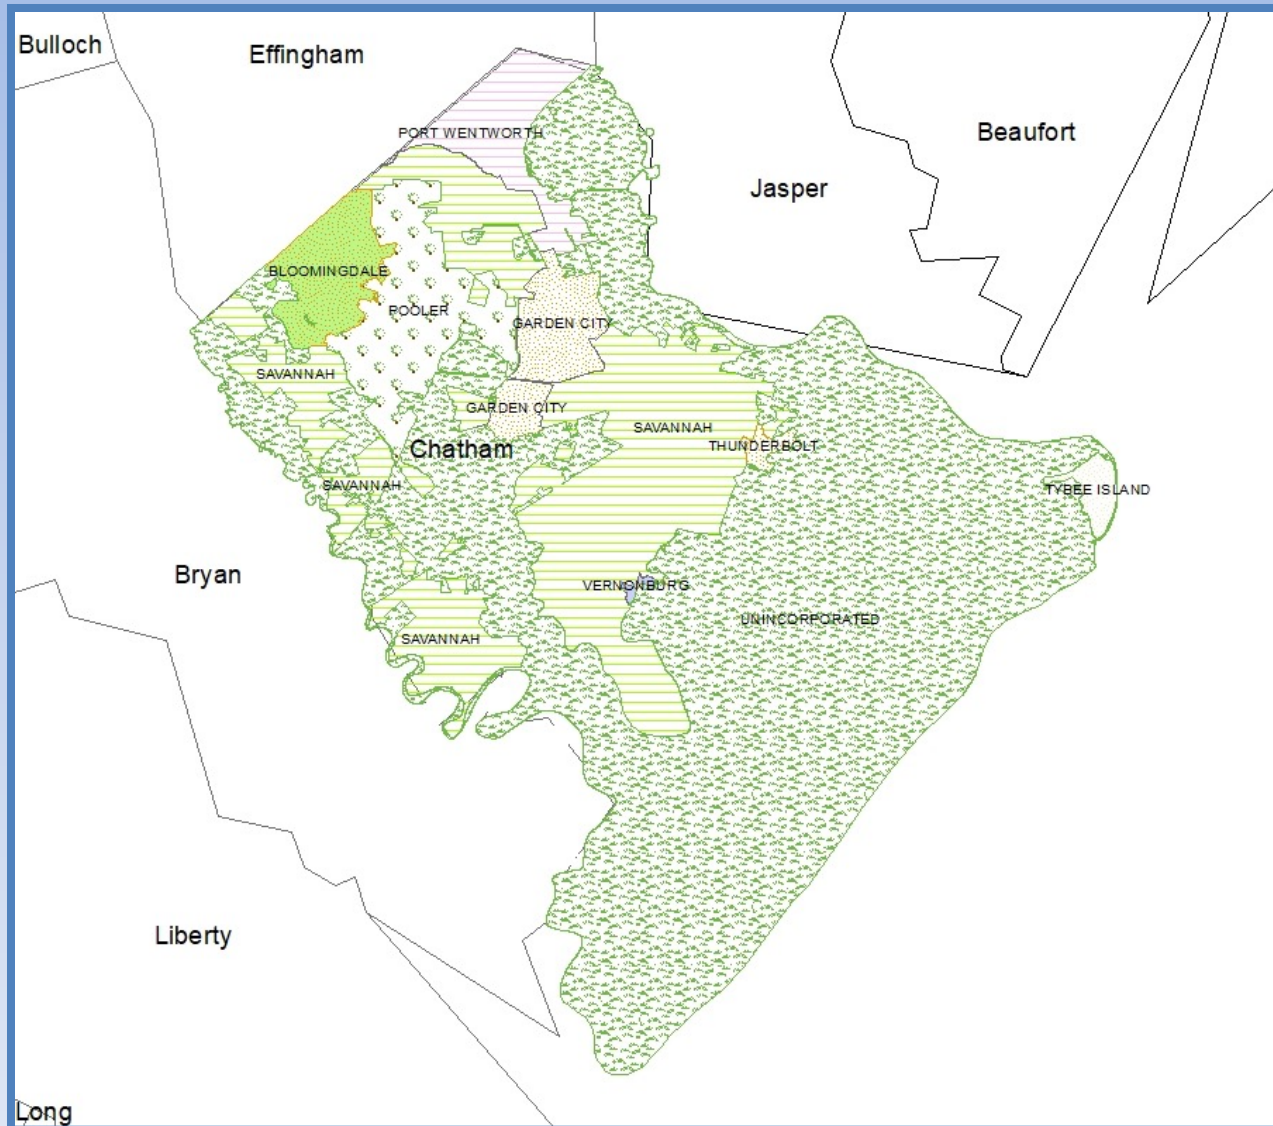 Bulloch
Effingham
Beaufort
PORT WENTWORTH
Jasper
BLOOMINGDALE
POOLER
GARDEN CITY
SAVANNAH
GARDEN CITY
SAVANNAH
THUNDERBOLT
Chatham
SAVANNAH
TYBEE ISLAND
Bryan
VERNONBURG
UNINCORPORATED
SAVANNAH
Liberty
Long